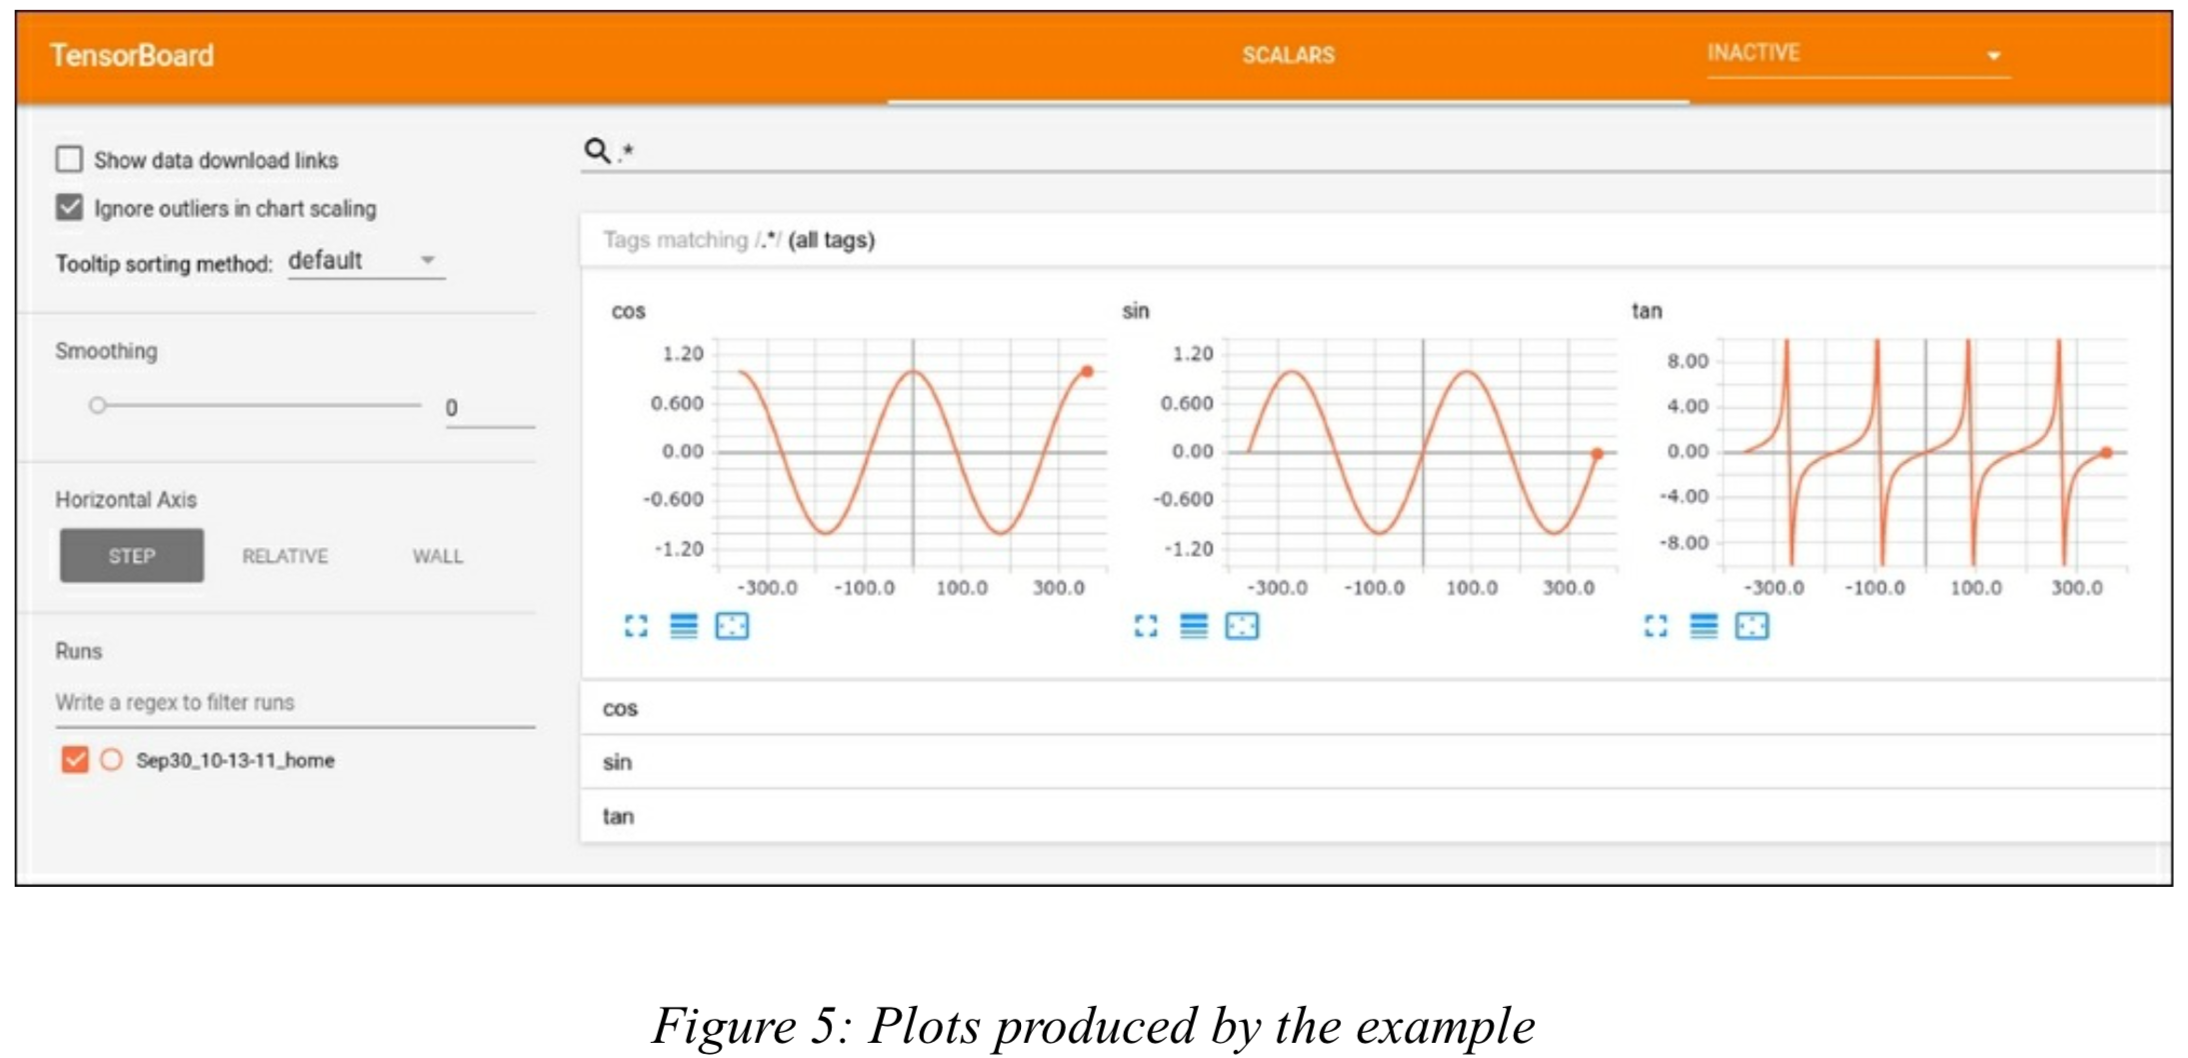 TensorBoard
SCALARS
INACTIVE
Show data download links
Ignore outliers in chart scaling
Tooltip sorting method: default
Smoothing
0
Horizontal Axis
STEP RELATIVE WALL
Runs
Write a regex to filter runs
Sep30_10-13-11_home
.*
Tags matching /.*/ (all tags)
cos
1.20
0.600
0.00
-0.600
-1.20
-300.0 -100.0 100.0 300.0
sin
1.20
0.600
0.00
-0.600
-1.20
-300.0 -100.0 100.0 300.0
tan
8.00
4.00
0.00
-4.00
-8.00
-300.0 -100.0 100.0 300.0
cos
sin
tan
Figure 5: Plots produced by the example